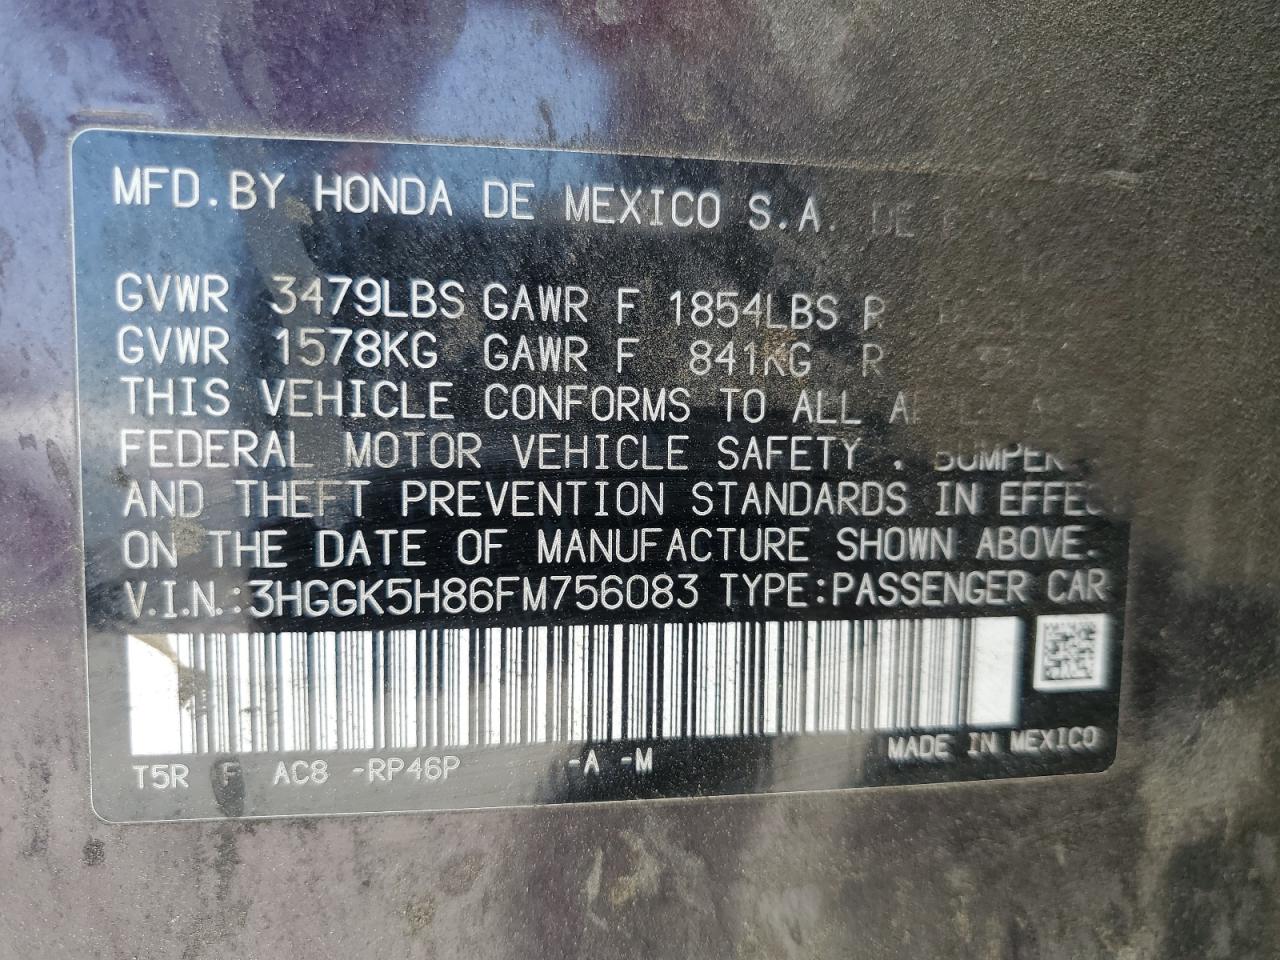 MFD.BY HONDA DE MEXICO S.A. DE
GVWR 3479LBS GAWR F 1854LBS R
GVWR 1578KG GAWR F 841KG R
THIS VEHICLE CONFORMS TO ALL
FEDERAL MOTOR VEHICLE SAFETY , BUMPER
AND THEFT PREVENTION STANDARDS IN
ON THE DATE OF MANUFACTURE SHOWN ABOVE.
V.I.N.:3HGGK5H86FM756083 TYPE:PASSENGER CAR
T5R F AC8 -RP46P -A -M MADE IN MEXICO